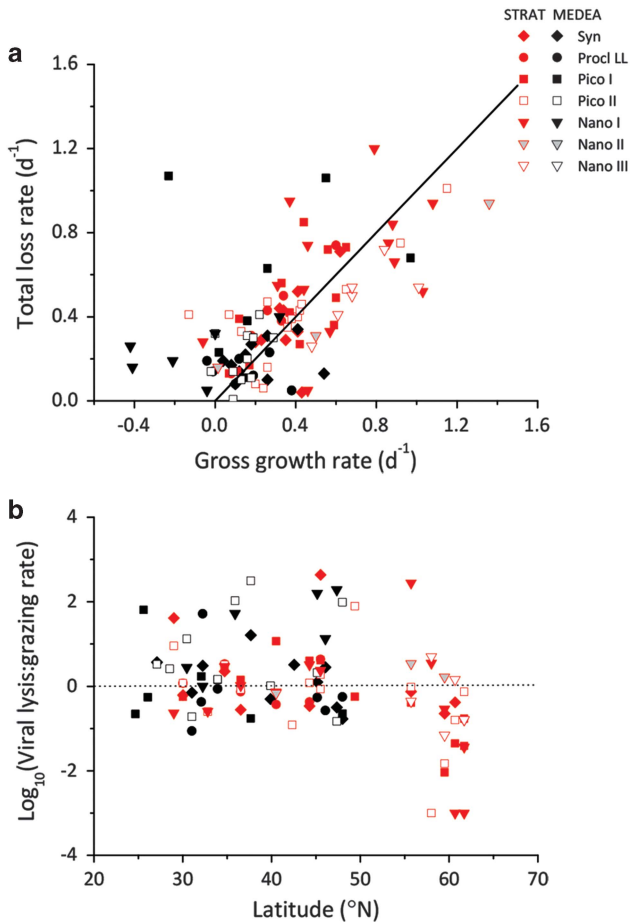 STRAT MEDEA
a
Syn
Procl LL
Pico I
Pico II
Nano I
Nano II
Nano III
1.6
1.2
0.8
0.4
0.0
Total loss rate (d⁻¹)
-0.4 0.0 0.4 0.8 1.2 1.6
Gross growth rate (d⁻¹)
b
4
2
0
-2
-4
Log₁₀(Viral lysis:grazing rate)
20 30 40 50 60 70
Latitude (°N)